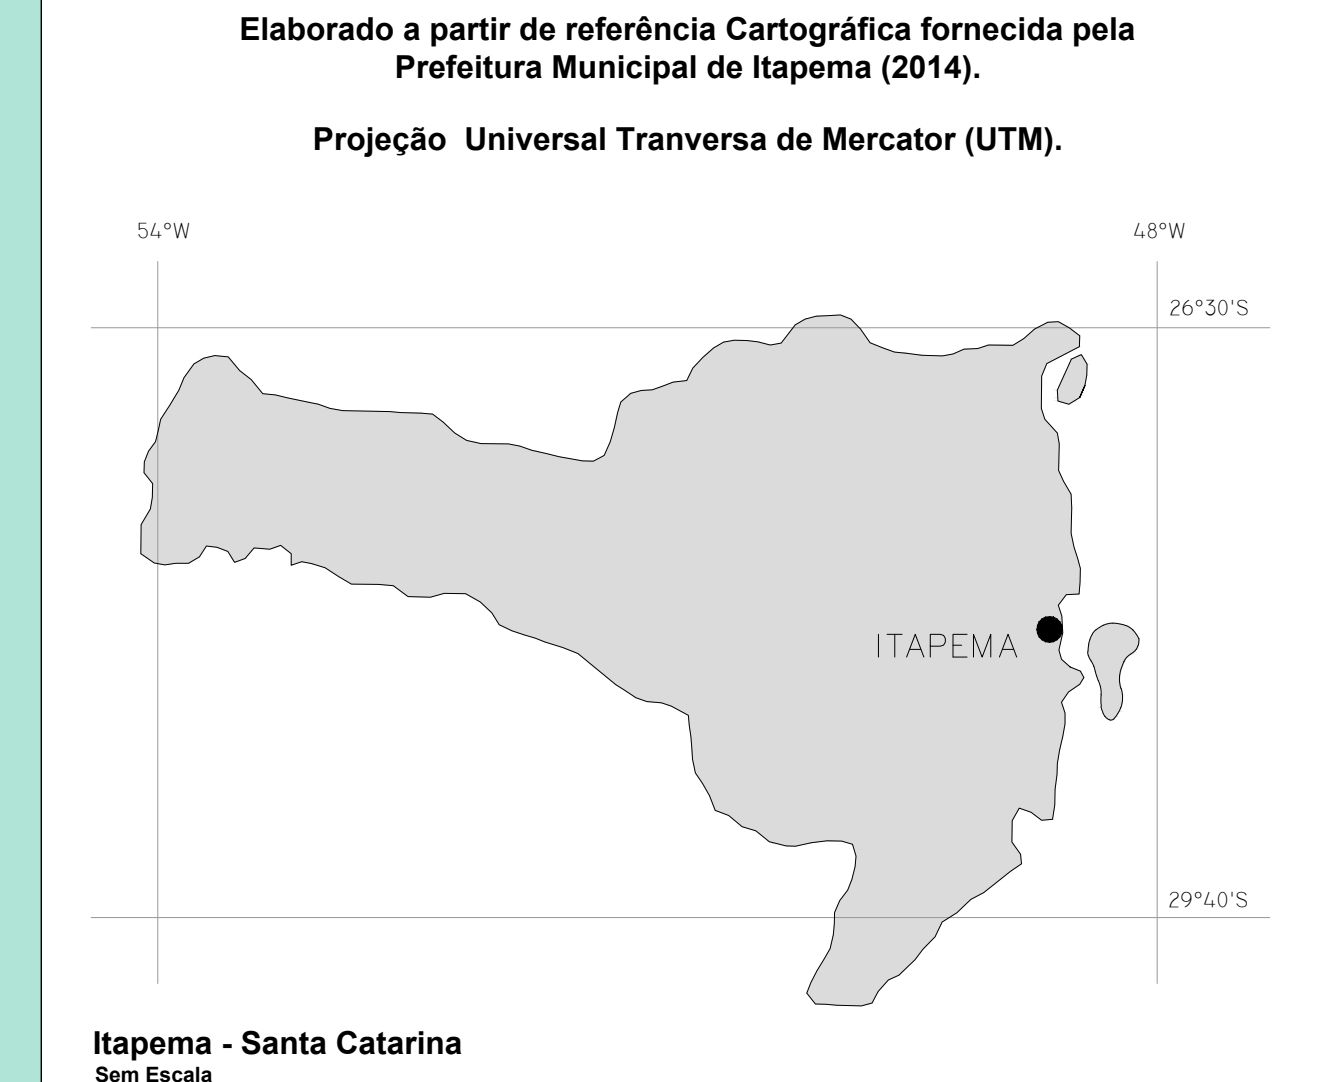 Elaborado a partir de referência Cartográfica fornecida pela
Prefeitura Municipal de Itapema (2014).
Projeção Universal Tranversa de Mercator (UTM).
54°W
48°W
26°30'S
ITAPEMA
29°40'S
Itapema - Santa Catarina
Sem Escala